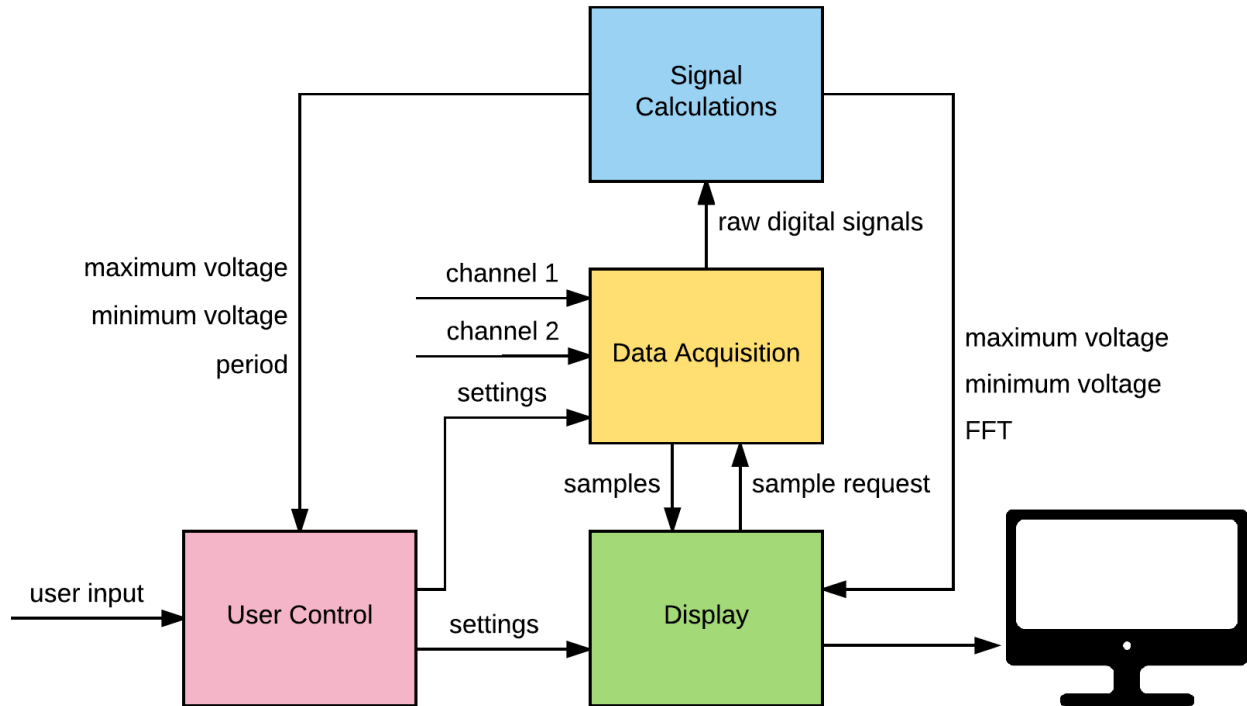 Signal
Calculations
raw digital signals
maximum voltage
minimum voltage
period
channel 1
channel 2
settings
Data Acquisition
maximum voltage
minimum voltage
FFT
samples
sample request
user input
User Control
settings
Display